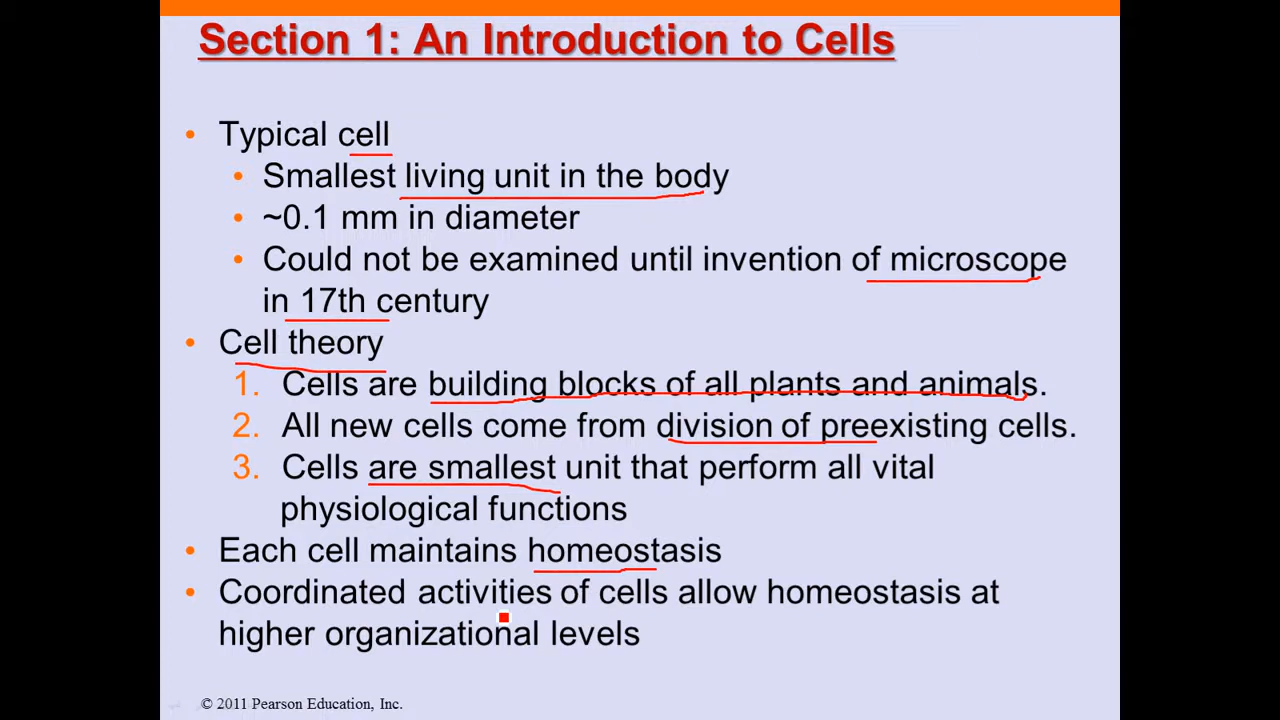 Section 1: An Introduction to Cells
• Typical cell
• Smallest living unit in the body
• ~0.1 mm in diameter
• Could not be examined until invention of microscope
in 17th century
• Cell theory
1. Cells are building blocks of all plants and animals.
2. All new cells come from division of preexisting cells.
3. Cells are smallest unit that perform all vital
physiological functions
• Each cell maintains homeostasis
• Coordinated activities of cells allow homeostasis at
higher organizational levels
© 2011 Pearson Education, Inc.